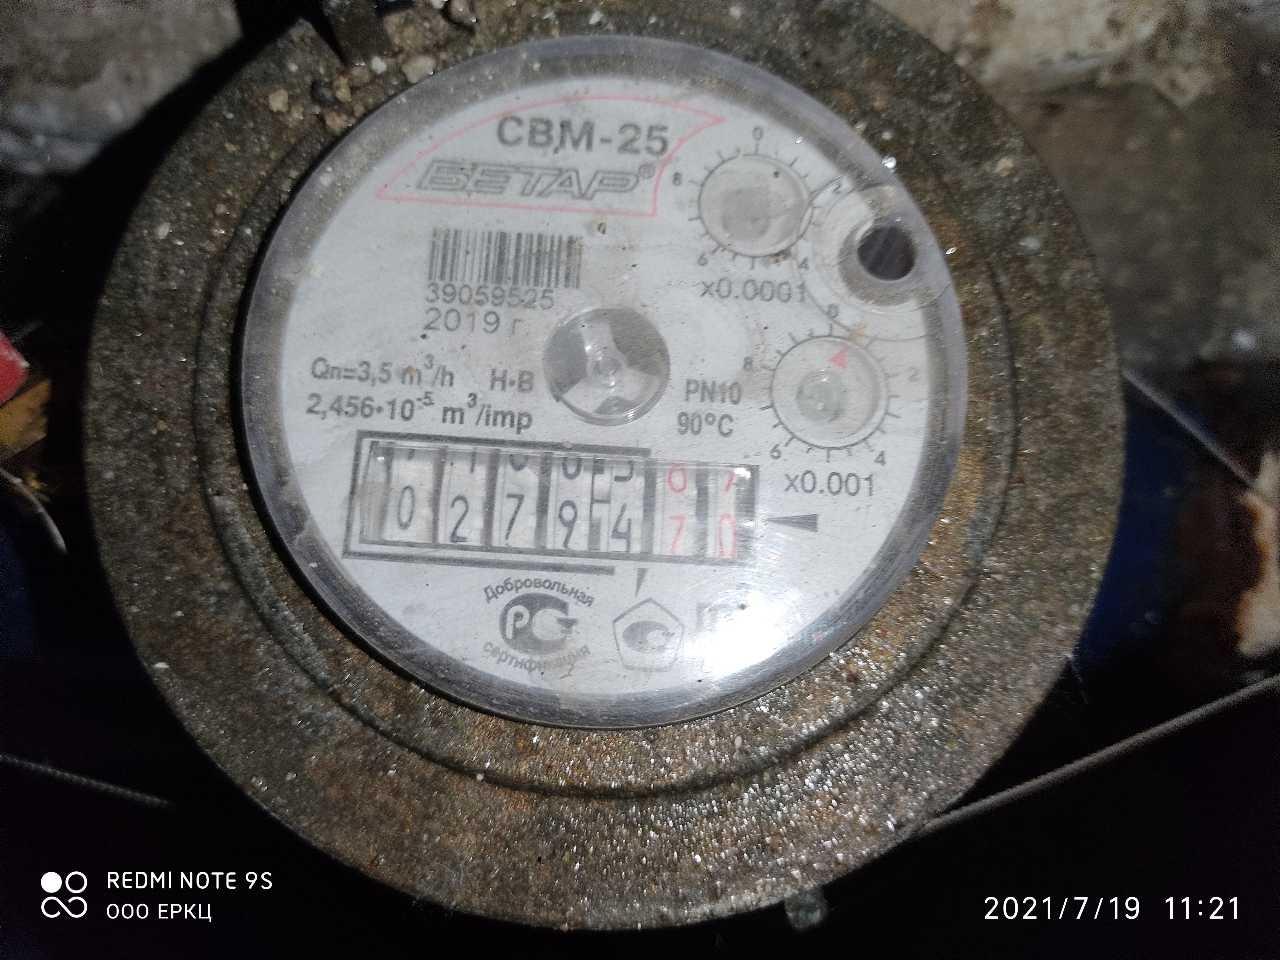 СВМ-25
БЕТАР®
0
2
4
6
8
x0.0001
39059525
2019 г
0
2
4
6
8
x0.001
Qn=3,5 m³/h H·B
PN10
2,456·10⁻⁵ m³/imp
90°C
0 2 7 9 4 7 0
Добровольная
РС
сертификация
REDMI NOTE 9S
ООО ЕРКЦ
2021/7/19 11:21